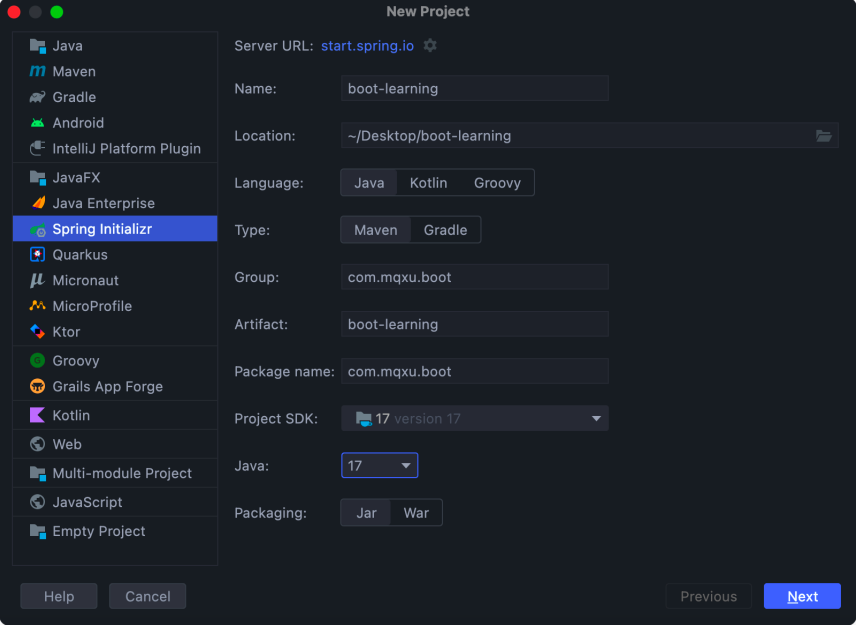 New Project
Java
Maven
Gradle
Android
IntelliJ Platform Plugin
JavaFX
Java Enterprise
Spring Initializr
Quarkus
Micronaut
MicroProfile
Ktor
Groovy
Grails App Forge
Kotlin
Web
Multi-module Project
JavaScript
Empty Project
Server URL: start.spring.io
Name: boot-learning
Location: ~/Desktop/boot-learning
Language: Java Kotlin Groovy
Type: Maven Gradle
Group: com.mqxu.boot
Artifact: boot-learning
Package name: com.mqxu.boot
Project SDK: 17 version 17
Java: 17
Packaging: Jar War
Help Cancel Previous Next